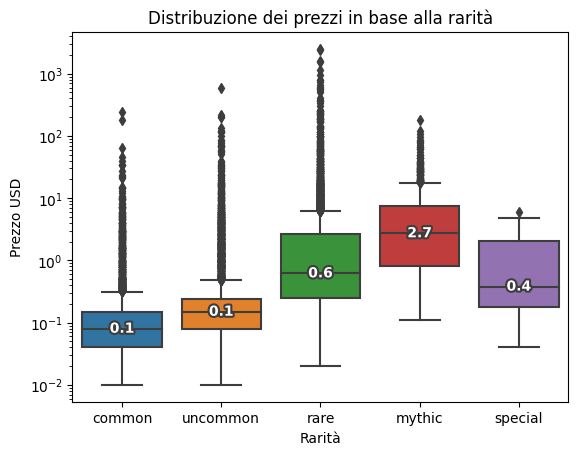 Distribuzione dei prezzi in base alla rarità
Prezzo USD
10³
10²
10¹
10⁰
10⁻¹
10⁻²
0.1
0.1
0.6
2.7
0.4
common
uncommon
rare
mythic
special
Rarità